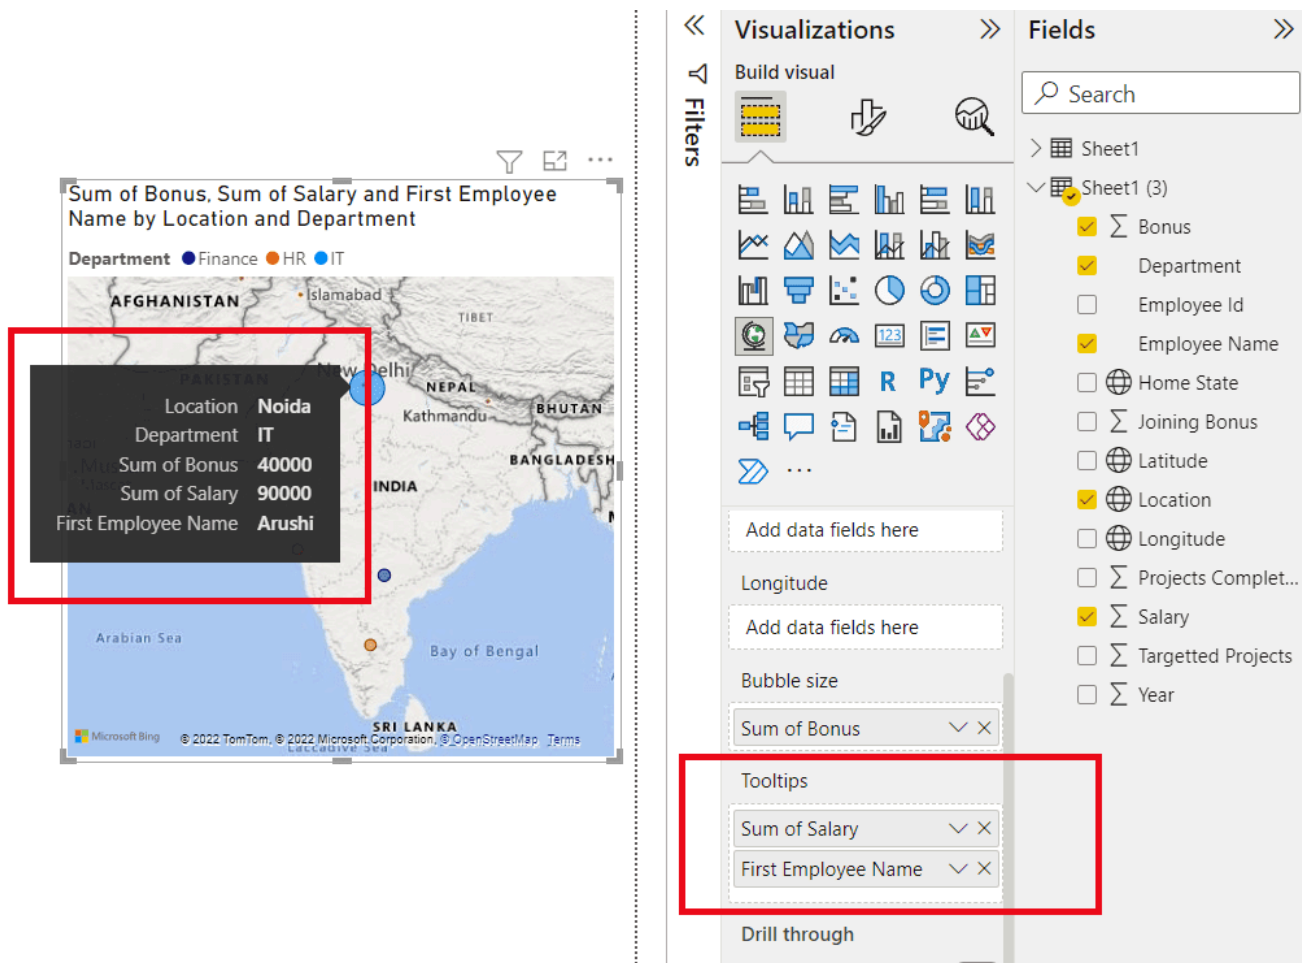 Sum of Bonus, Sum of Salary and First Employee
Name by Location and Department
Department Finance HR IT
AFGHANISTAN
Islamabad
TIBET
New Delhi
PAKISTAN
NEPAL
Kathmandu
BHUTAN
BANGLADESH
INDIA
Location Noida
Department IT
Sum of Bonus 40000
Sum of Salary 90000
First Employee Name Arushi
Arabian Sea
Bay of Bengal
SRI LANKA
Laccadive Sea
Microsoft Bing
© 2022 TomTom, © 2022 Microsoft Corporation, © OpenStreetMap Terms
Filters
Visualizations
Build visual
123
R
Py
Add data fields here
Longitude
Add data fields here
Bubble size
Sum of Bonus
Tooltips
Sum of Salary
First Employee Name
Drill through
Fields
Search
Sheet1
Sheet1 (3)
Bonus
Department
Employee Id
Employee Name
Home State
Joining Bonus
Latitude
Location
Longitude
Projects Complet...
Salary
Targetted Projects
Year